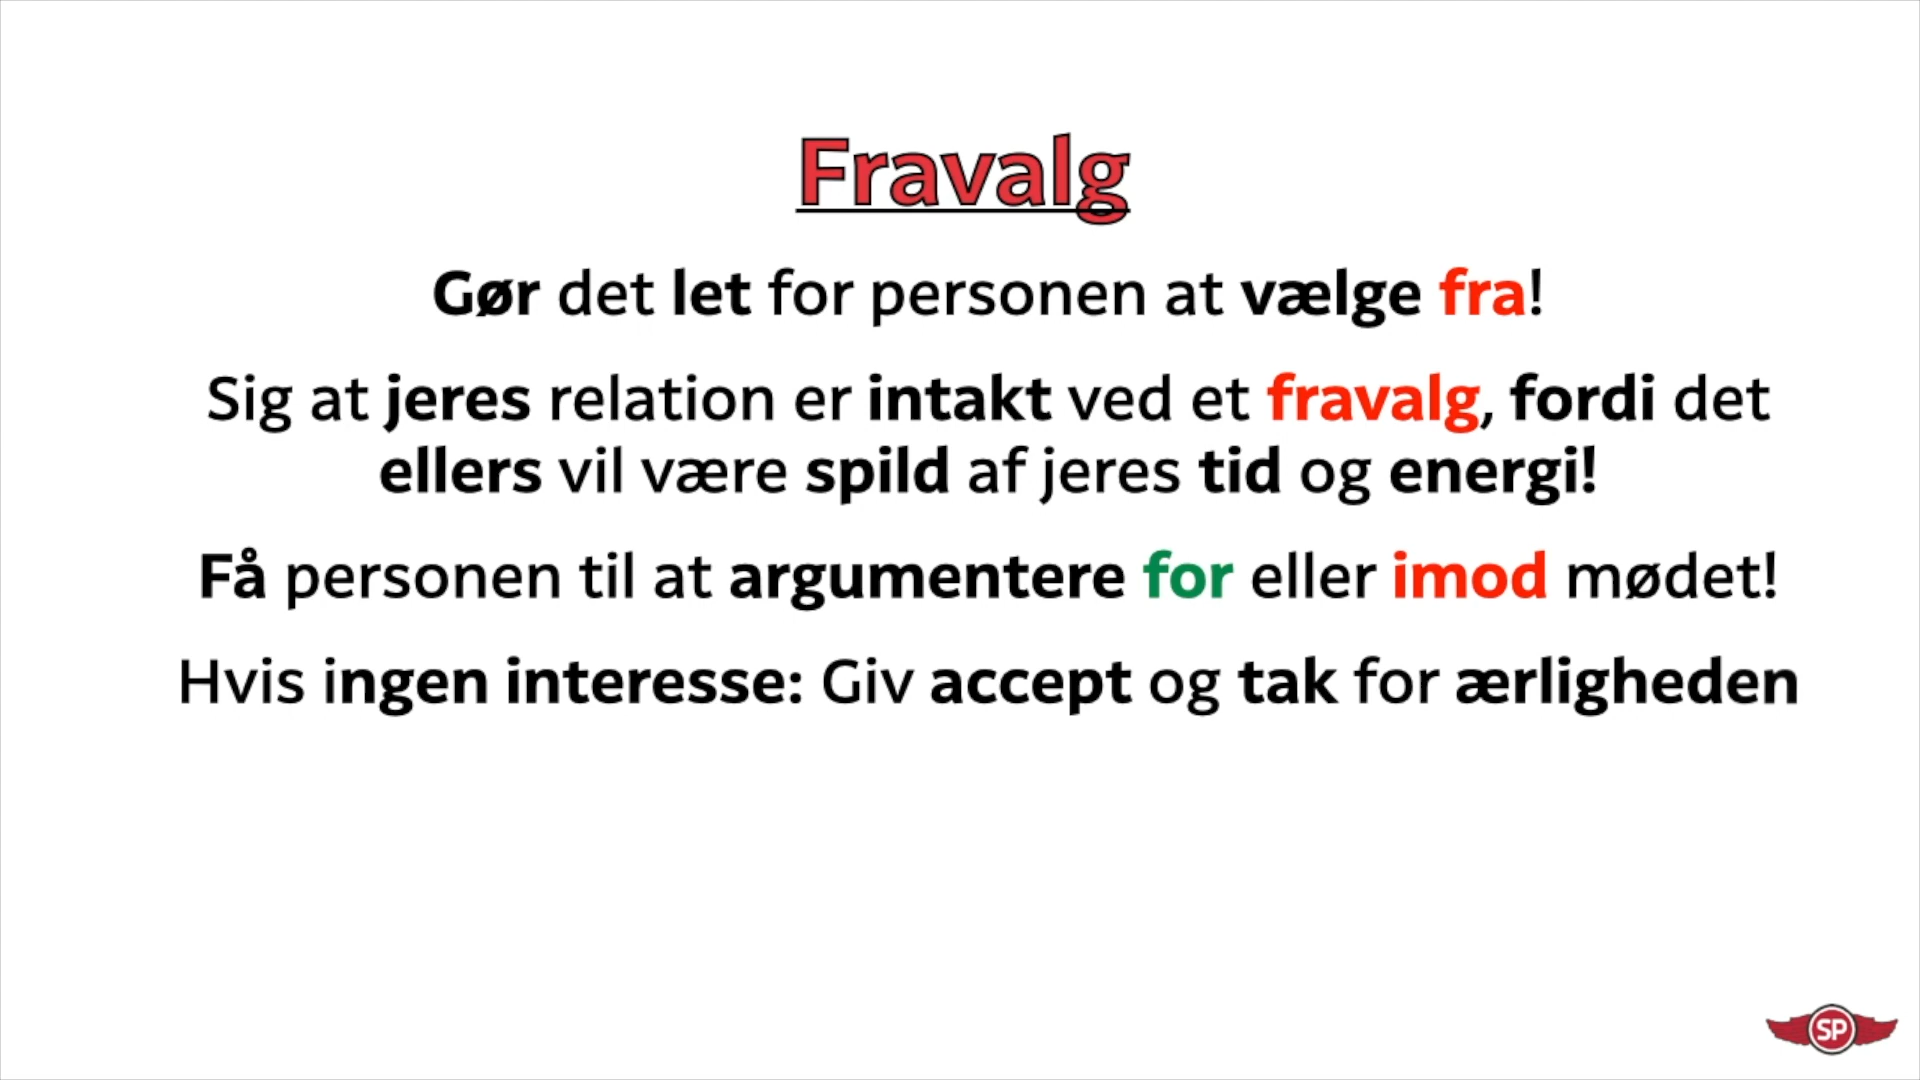 Fravalg
Gør det let for personen at vælge fra!
Sig at jeres relation er intakt ved et fravalg, fordi det
ellers vil være spild af jeres tid og energi!
Få personen til at argumentere for eller imod mødet!
Hvis ingen interesse: Giv accept og tak for ærligheden
SP